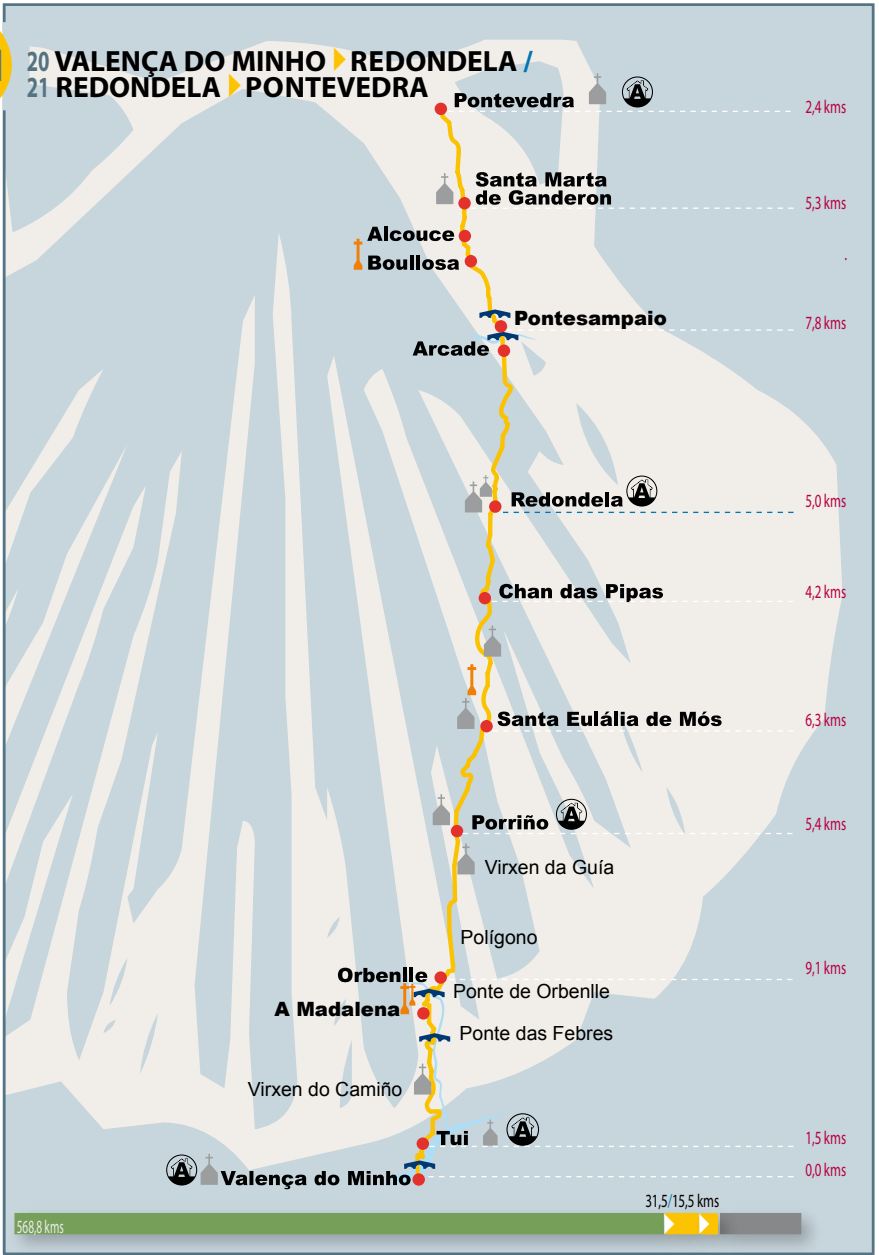 20 VALENÇA DO MINHO REDONDELA /
21 REDONDELA PONTEVEDRA
Pontevedra A
2,4 kms
Santa Marta
de Ganderon
5,3 kms
Alcouce
Boullosa
Pontesampaio
7,8 kms
Arcade
Redondela A
5,0 kms
Chan das Pipas
4,2 kms
Santa Eulália de Mós
6,3 kms
Porriño A
5,4 kms
Virxen da Guía
Polígono
Orbenlle
9,1 kms
Ponte de Orbenlle
A Madalena
Ponte das Febres
Virxen do Camiño
Tui A
1,5 kms
A Valença do Minho
0,0 kms
31,5/15,5 kms
568,8 kms